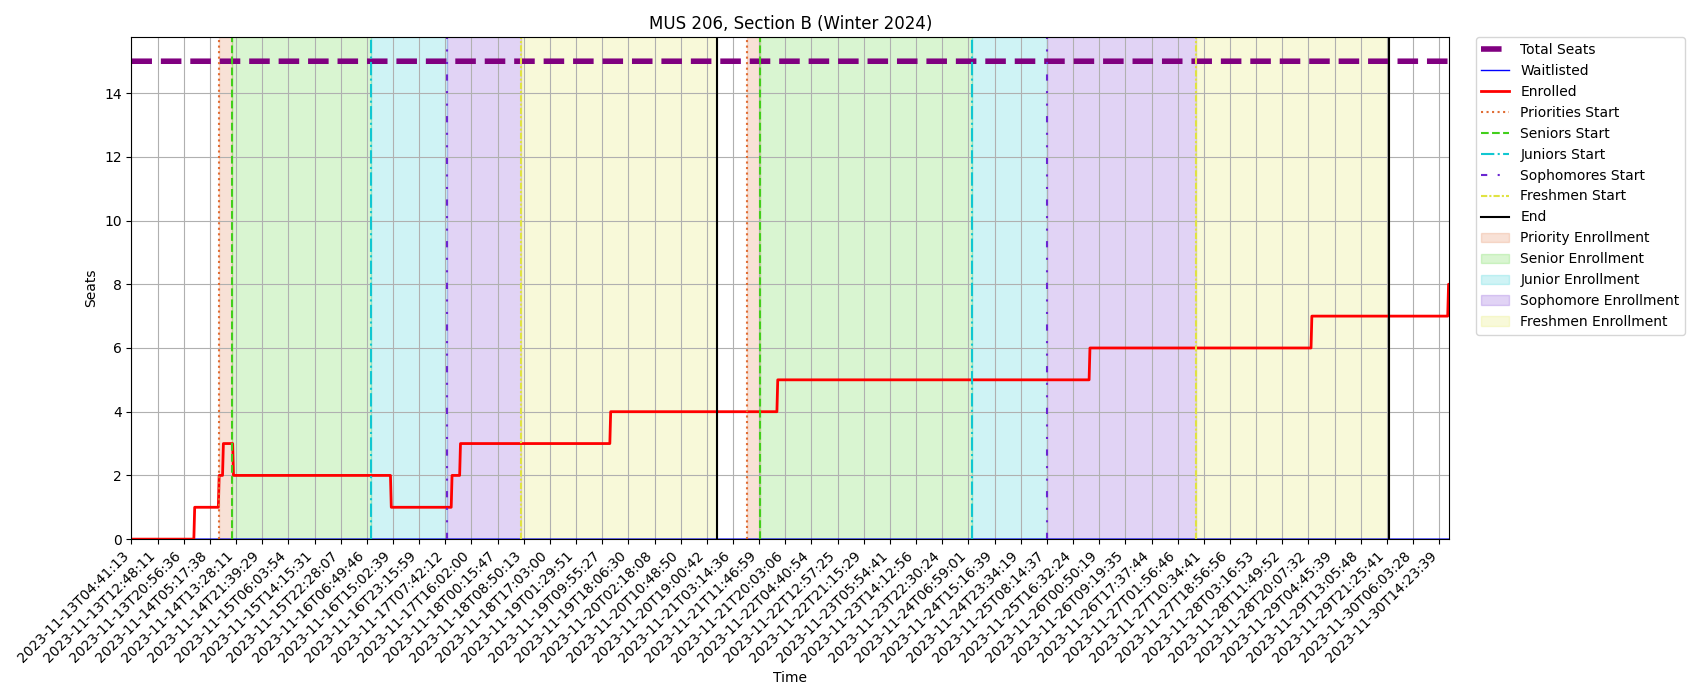 MUS 206, Section B (Winter 2024)
Seats
14
12
10
8
6
4
2
0
2023-11-13T04:41:13
2023-11-13T12:48:11
2023-11-13T20:56:36
2023-11-14T05:17:38
2023-11-14T13:28:11
2023-11-14T21:39:29
2023-11-15T06:03:54
2023-11-15T14:15:31
2023-11-15T22:28:07
2023-11-16T06:49:46
2023-11-16T15:02:39
2023-11-16T23:15:59
2023-11-17T07:42:12
2023-11-17T16:02:00
2023-11-18T00:15:47
2023-11-18T08:50:13
2023-11-18T17:03:00
2023-11-19T01:29:51
2023-11-19T09:55:27
2023-11-19T18:06:30
2023-11-20T02:18:08
2023-11-20T10:48:50
2023-11-20T19:00:42
2023-11-21T03:14:36
2023-11-21T11:46:59
2023-11-21T20:03:06
2023-11-22T04:40:54
2023-11-22T12:57:25
2023-11-22T21:15:29
2023-11-23T05:54:41
2023-11-23T14:12:56
2023-11-23T22:30:24
2023-11-24T06:59:01
2023-11-24T15:16:39
2023-11-24T23:34:19
2023-11-25T08:14:37
2023-11-25T16:32:24
2023-11-26T00:50:19
2023-11-26T09:19:35
2023-11-26T17:37:44
2023-11-27T01:56:46
2023-11-27T10:34:41
2023-11-27T18:56:56
2023-11-28T03:16:53
2023-11-28T11:49:52
2023-11-28T20:07:32
2023-11-29T04:45:39
2023-11-29T13:05:48
2023-11-29T21:25:41
2023-11-30T06:03:28
2023-11-30T14:23:39
Time
Total Seats
Waitlisted
Enrolled
Priorities Start
Seniors Start
Juniors Start
Sophomores Start
Freshmen Start
End
Priority Enrollment
Senior Enrollment
Junior Enrollment
Sophomore Enrollment
Freshmen Enrollment